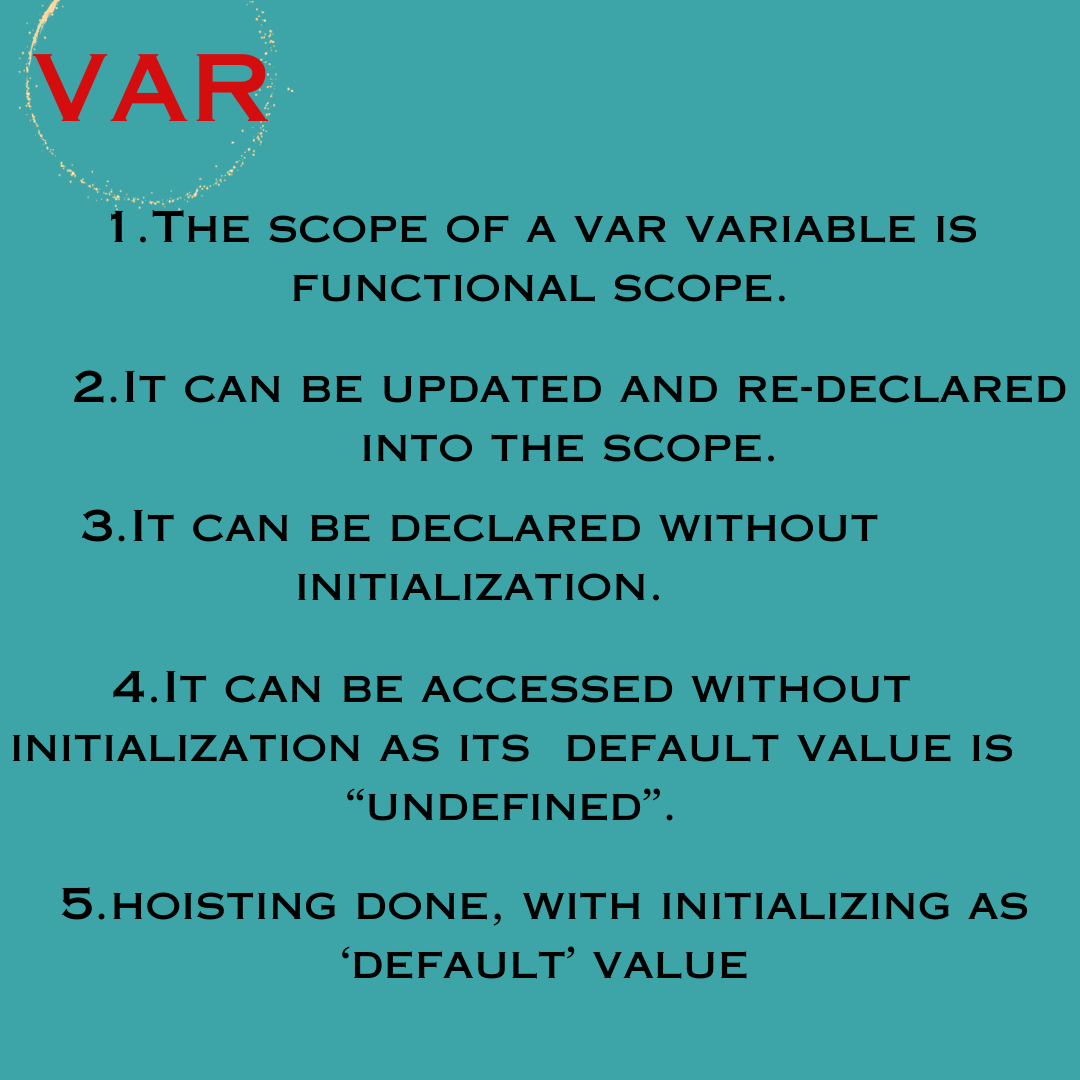 VAR
1.The scope of a var variable is
functional scope.
2.It can be updated and re-declared
into the scope.
3.It can be declared without
initialization.
4.It can be accessed without
initialization as its  default value is
“undefined”.
5.hoisting done, with initializing as
‘default’ value